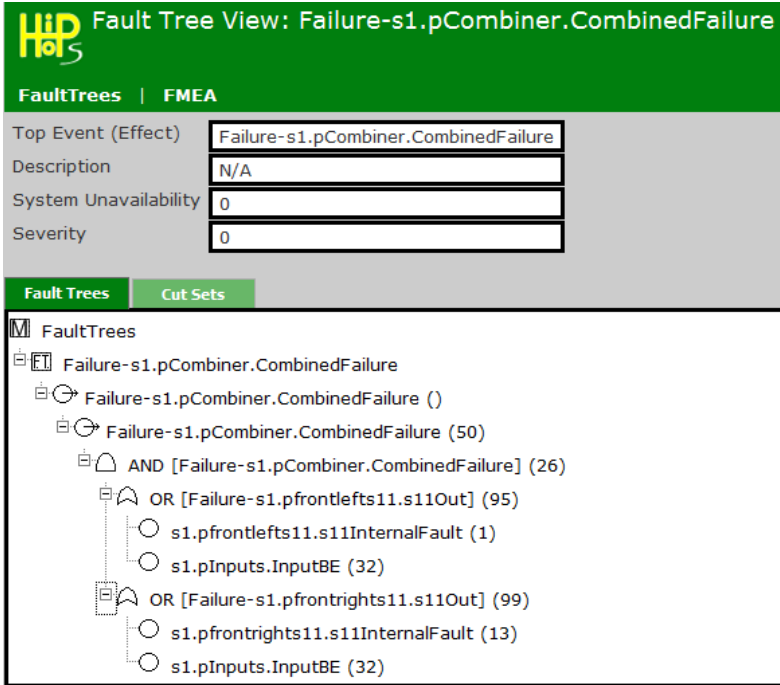 HiP HOPS
Fault Tree View: Failure-s1.pCombiner.CombinedFailure
FaultTrees | FMEA
Top Event (Effect) Failure-s1.pCombiner.CombinedFailure
Description N/A
System Unavailability 0
Severity 0
Fault Trees Cut Sets
M FaultTrees
F.T. Failure-s1.pCombiner.CombinedFailure
Failure-s1.pCombiner.CombinedFailure ()
Failure-s1.pCombiner.CombinedFailure (50)
AND [Failure-s1.pCombiner.CombinedFailure] (26)
OR [Failure-s1.pfrontlefts11.s11Out] (95)
s1.pfrontlefts11.s11InternalFault (1)
s1.pInputs.InputBE (32)
OR [Failure-s1.pfrontrights11.s11Out] (99)
s1.pfrontrights11.s11InternalFault (13)
s1.pInputs.InputBE (32)